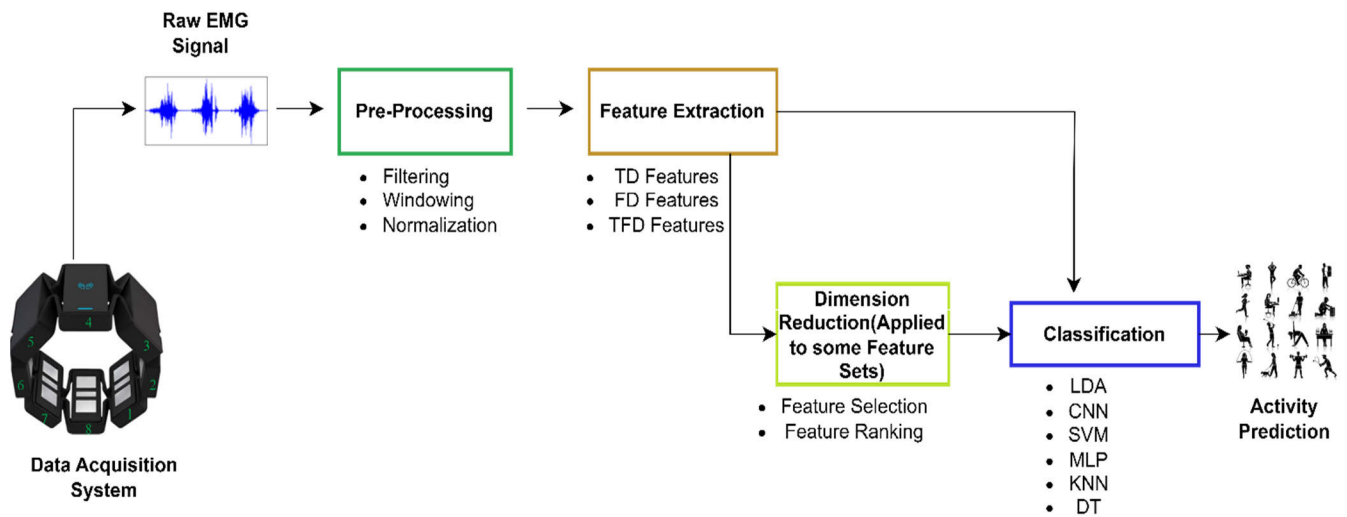 Raw EMG
Signal
Pre-Processing
• Filtering
• Windowing
• Normalization
Feature Extraction
• TD Features
• FD Features
• TFD Features
Dimension
Reduction(Applied
to some Feature
Sets)
• Feature Selection
• Feature Ranking
Classification
• LDA
• CNN
• SVM
• MLP
• KNN
• DT
Activity
Prediction
4
5
3
6
2
7
1
8
Data Acquisition
System